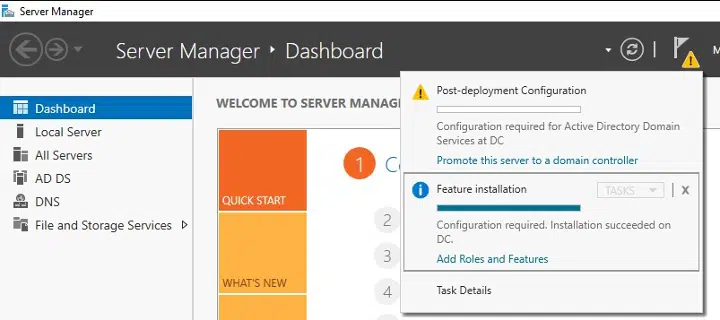 Server Manager
Server Manager ‣ Dashboard
Dashboard
Local Server
All Servers
AD DS
DNS
File and Storage Services
WELCOME TO SERVER MANAG
QUICK START
WHAT'S NEW
1
2
3
4
Post-deployment Configuration
Configuration required for Active Directory Domain
Services at DC
Promote this server to a domain controller
Feature installation
TASKS
X
Configuration required. Installation succeeded on
DC.
Add Roles and Features
Task Details